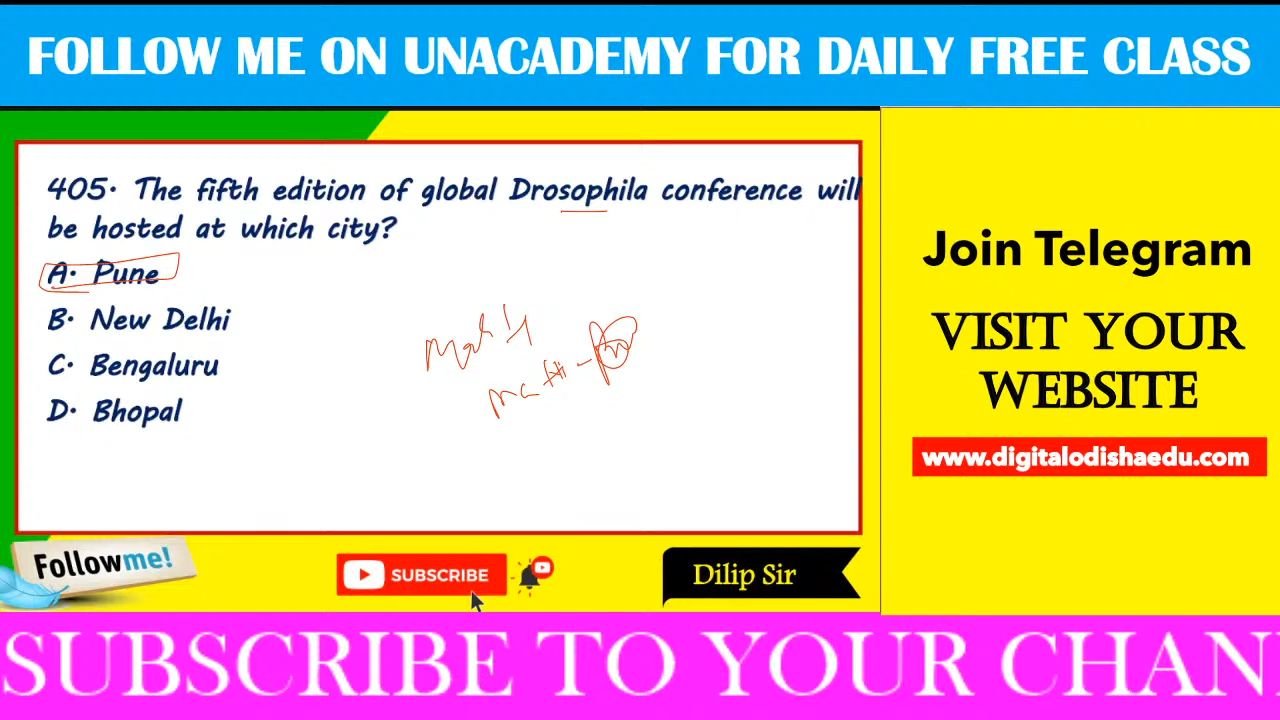 FOLLOW ME ON UNACADEMY FOR DAILY FREE CLASS
405. The fifth edition of global Drosophila conference will
be hosted at which city?
A. Pune
B. New Delhi
C. Bengaluru
D. Bhopal
Join Telegram
VISIT YOUR
WEBSITE
www.digitalodishaedu.com
Followme!
SUBSCRIBE
Dilip Sir
SUBSCRIBE TO YOUR CHAN